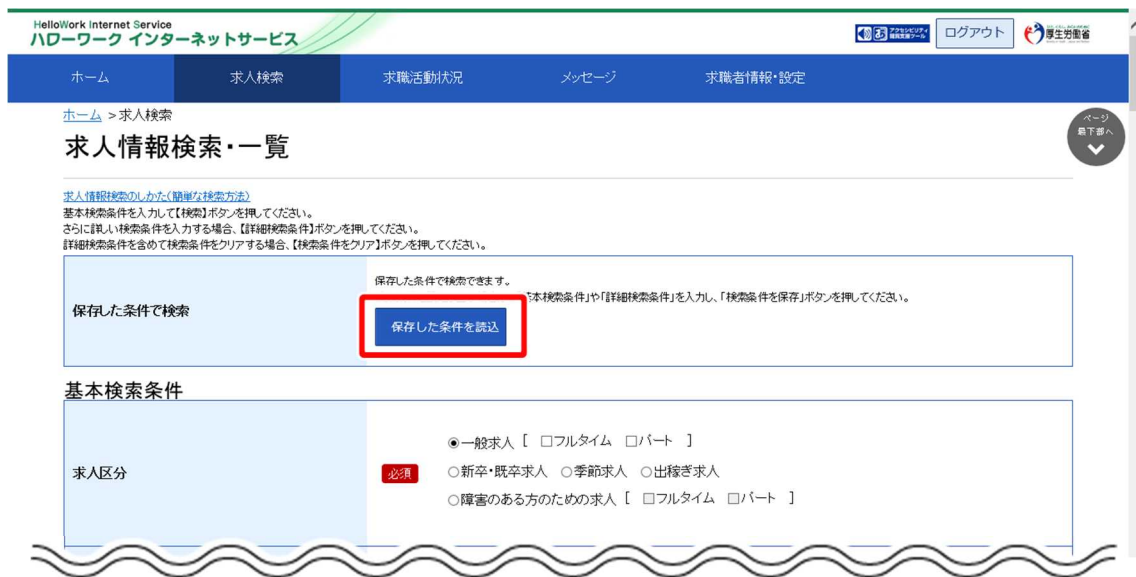 HelloWork Internet Service
ハローワーク インターネットサービス
ログアウト
厚生労働省
ホーム
求人検索
求職活動状況
メッセージ
求職者情報・設定
ホーム >求人検索
ページ
最下部へ
求人情報検索・一覧
求人情報検索のしかた(簡単な検索方法)
基本検索条件を入力して【検索】ボタンを押してください。
さらに詳しい検索条件を入力する場合、【詳細検索条件】ボタンを押してください。
詳細検索条件を含めて検索条件をクリアする場合、【検索条件をクリア】ボタンを押してください。
保存した条件で検索
保存した条件で検索できます。
本検索条件」や「詳細検索条件」を入力し、「検索条件を保存」ボタンを押してください。
保存した条件を読込
基本検索条件
求人区分
必須
一般求人 [ フルタイム パート ]
新卒・既卒求人 季節求人 出稼ぎ求人
障害のある方のための求人 [ フルタイム パート ]